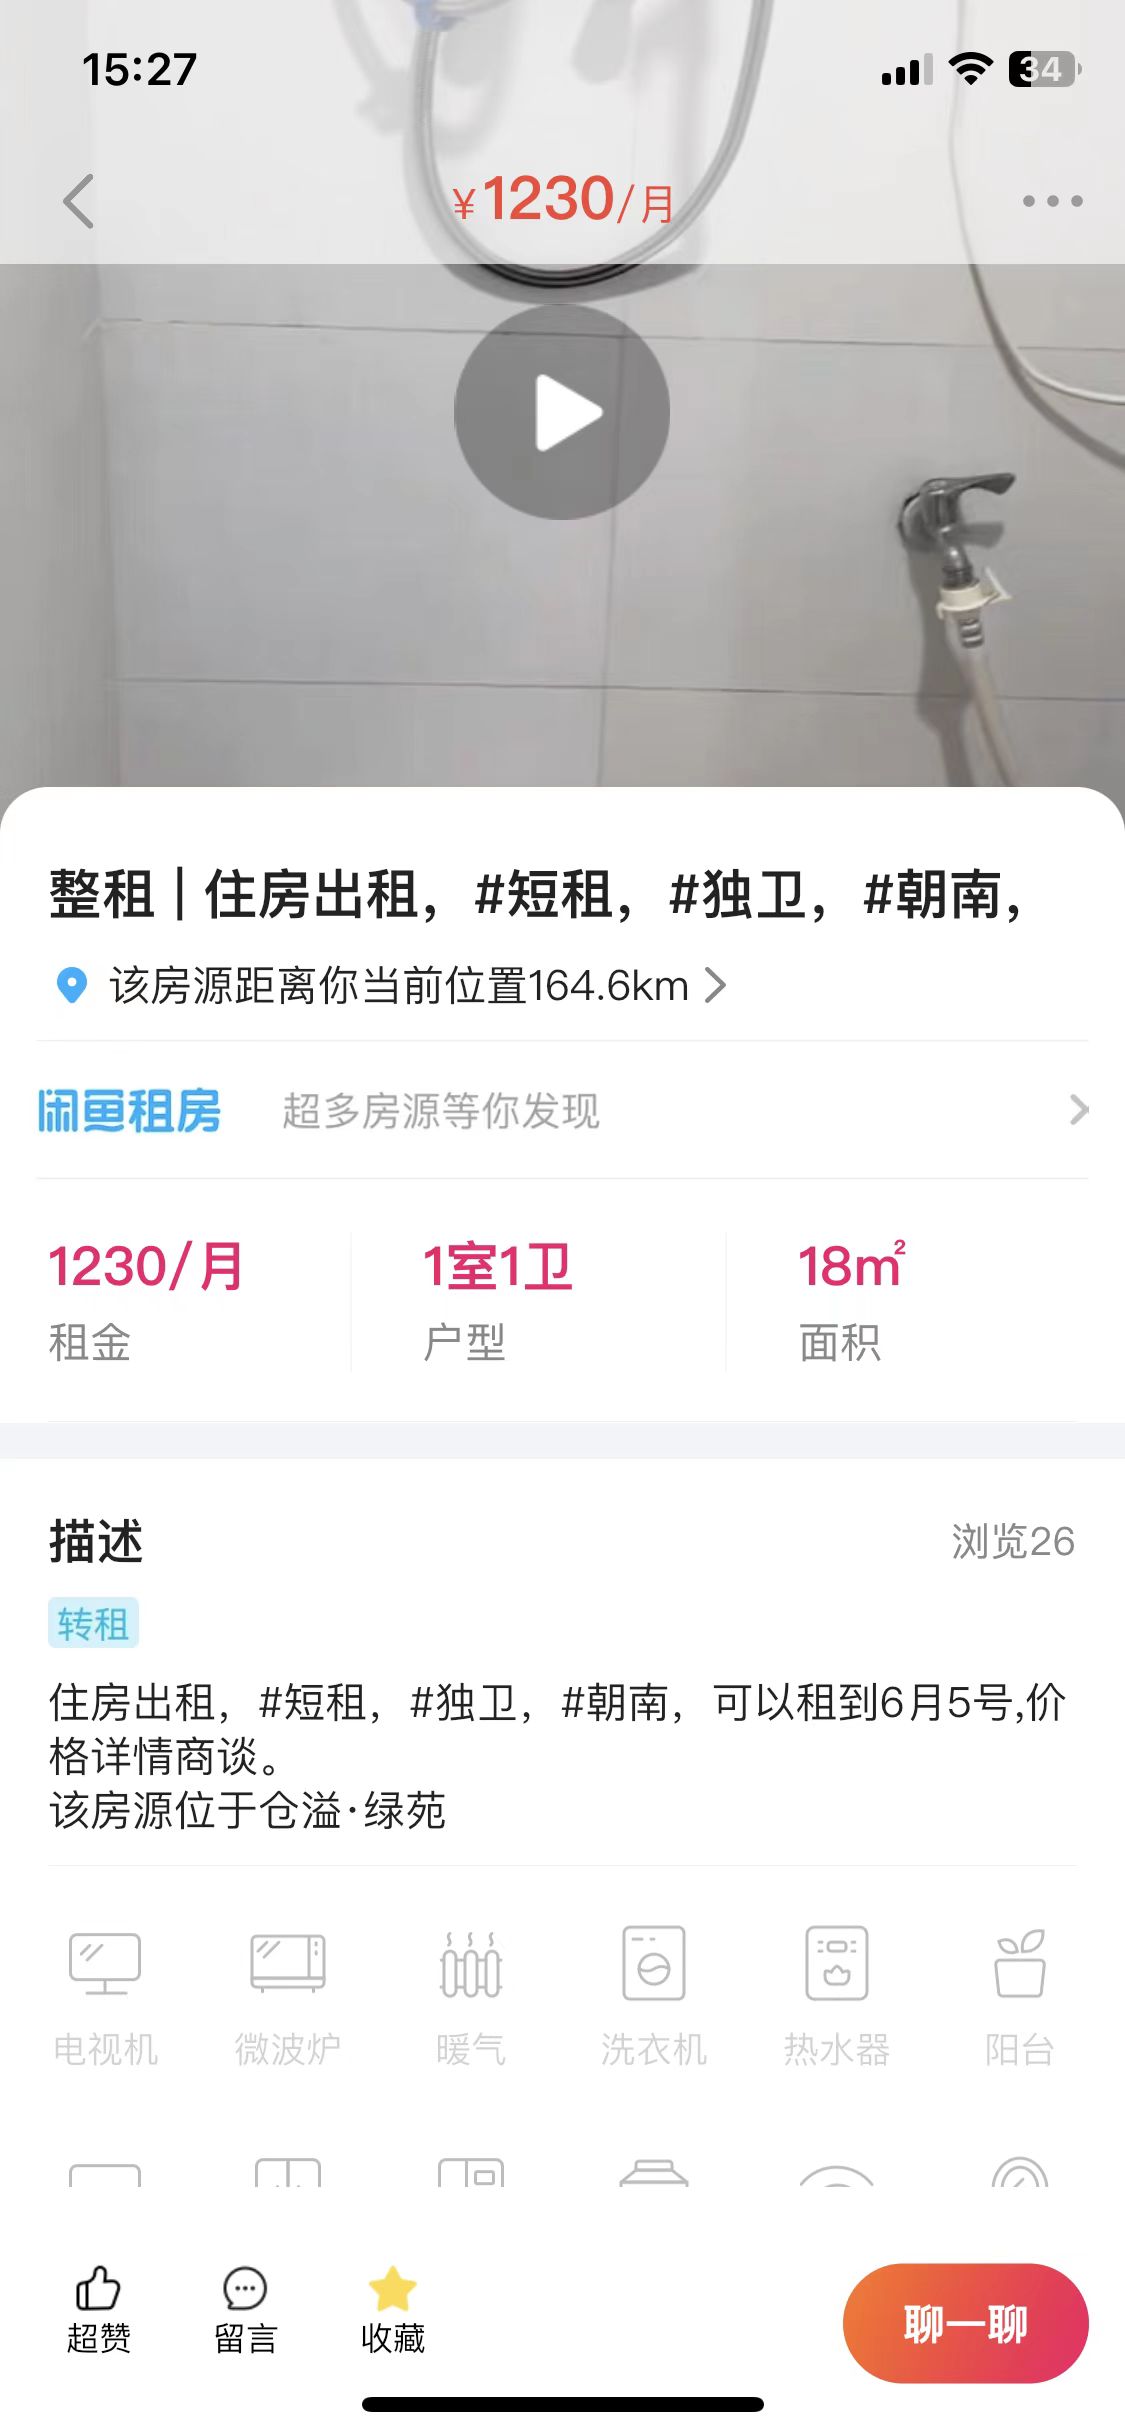 15:27
34
¥1230/月
整租 | 住房出租，#短租，#独卫，#朝南，
该房源距离你当前位置164.6km
闲鱼租房 超多房源等你发现
1230/月 1室1卫 18㎡
租金 户型 面积
描述 浏览26
转租
住房出租，#短租，#独卫，#朝南，可以租到6月5号,价
格详情商谈。
该房源位于仓溢·绿苑
电视机 微波炉 暖气 洗衣机 热水器 阳台
超赞 留言 收藏 聊一聊